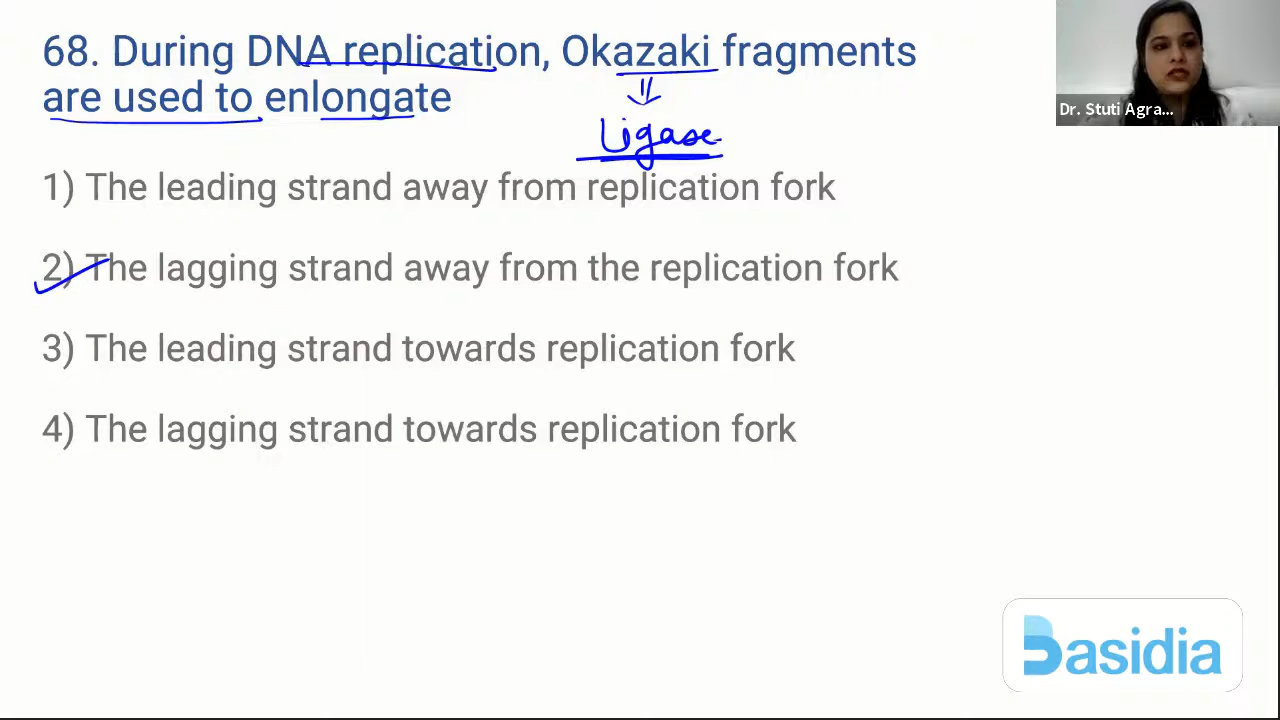 68. During DNA replication, Okazaki fragments
are used to enlongate
Ligase
1) The leading strand away from replication fork
2) The lagging strand away from the replication fork
3) The leading strand towards replication fork
4) The lagging strand towards replication fork
Dr. Stuti Agra...
Basidia